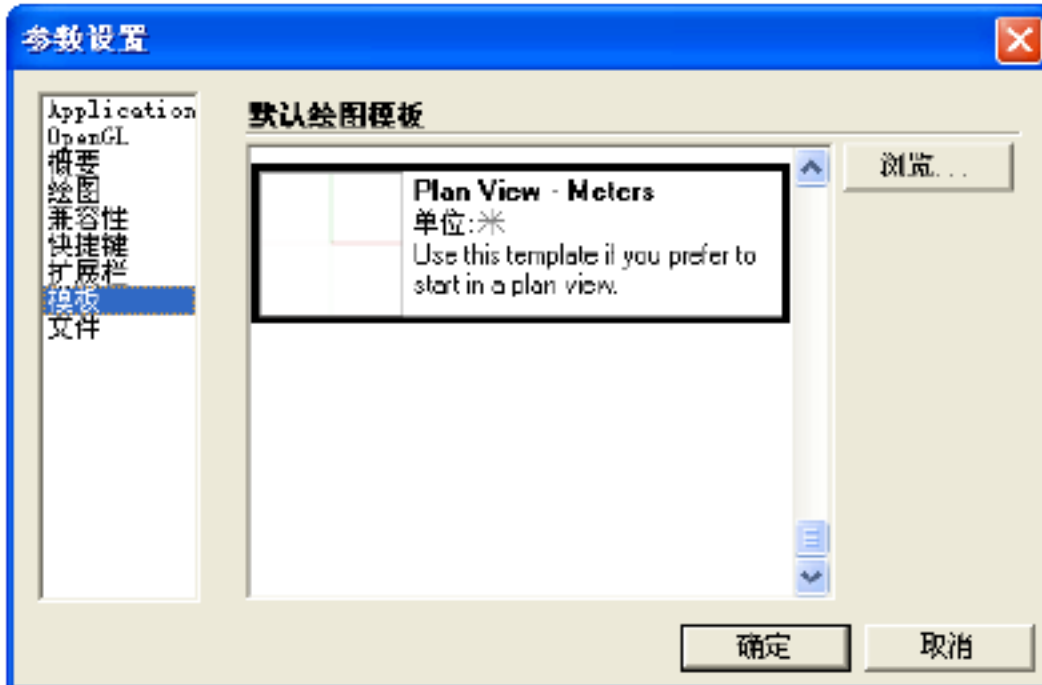 参数设置
Application
OpenGL
概要
绘图
兼容性
快捷键
扩展栏
模板
文件
默认绘图模板
Plan View - Meters
单位:米
Use this template if you prefer to
start in a plan view.
浏览...
确定
取消